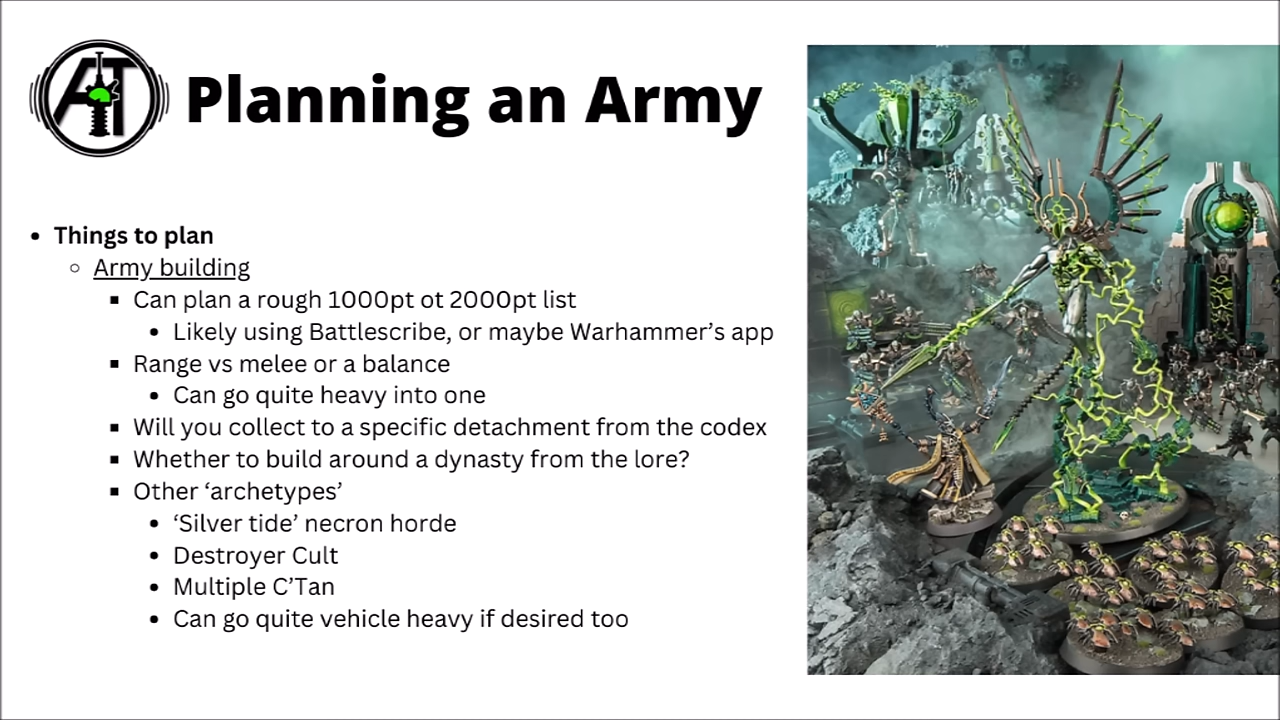 AT
Planning an Army
• Things to plan
○ Army building
▪ Can plan a rough 1000pt ot 2000pt list
• Likely using Battlescribe, or maybe Warhammer’s app
▪ Range vs melee or a balance
• Can go quite heavy into one
▪ Will you collect to a specific detachment from the codex
▪ Whether to build around a dynasty from the lore?
▪ Other ‘archetypes’
• ‘Silver tide’ necron horde
• Destroyer Cult
• Multiple C’Tan
• Can go quite vehicle heavy if desired too